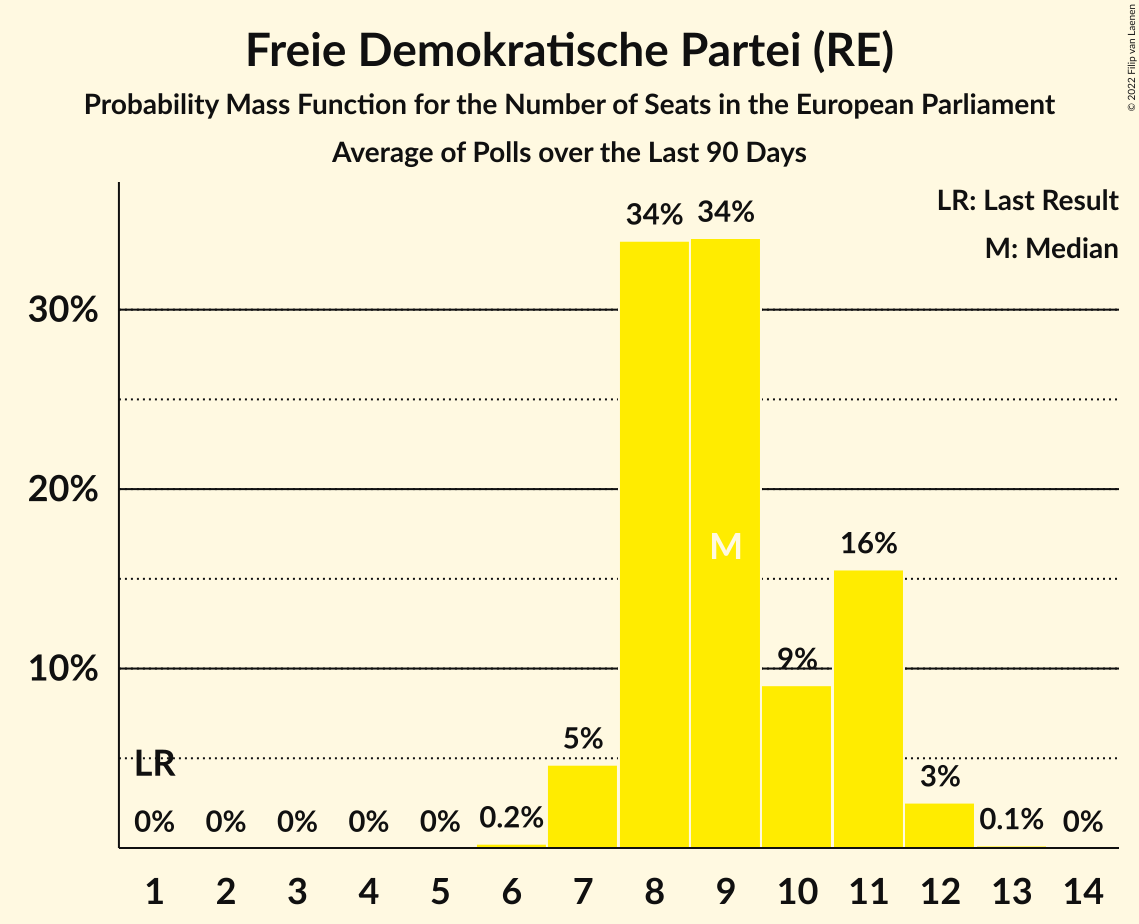 © 2022 Filip van Laenen
Freie Demokratische Partei (RE)
Probability Mass Function for the Number of Seats in the European Parliament
Average of Polls over the Last 90 Days
LR: Last Result
M: Median
34% 34%
30%
20%
M
16%
10%
9%
5%
LR
3%
0% 0% 0% 0% 0% 0.2% 0.1% 0%
1 2 3 4 5 6 7 8 9 10 11 12 13 14